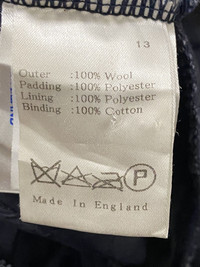 13
Outer :100% Wool
Padding :100% Polyester
Lining :100% Polyester
Binding :100% Cotton
P
Made In England